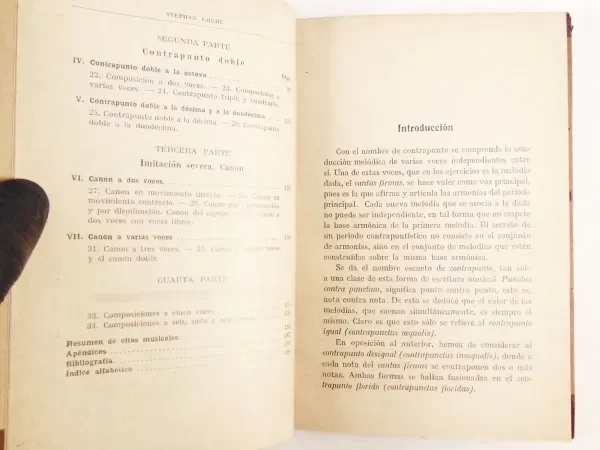 STEPHAN KREHL
SEGUNDA PARTE
Contrapunto doble
IV. Contrapunto doble a la octava
22. Composición a dos voces. — 23. Composición a
varias voces. — 24. Contrapunto triple y cuádruple.
V. Contrapunto doble a la décima y a la duodécima
25. Contrapunto doble a la décima. — 26. Contrapunto
doble a la duodécima.
TERCERA PARTE
Imitación severa. Canon
VI. Canon a dos voces
27. Canon en movimiento directo. — 28. Canon en
movimiento contrario. — 29. Canon por
y por disminución. Canon del — 30. Canon a
dos voces con voces libres.
VII. Canon a varias voces
31. Canon a tres voces. — 32. Canon a cuatro voces
y el canon doble.
CUARTA PARTE
33. Composiciones a cinco voces
34. Composiciones a seis, siete y
Resumen de citas musicales
Apéndices
Bibliografía
Índice alfabético
Introducción
Con el nombre de contrapunto se comprende la con-
ducción melódica de varias voces independientes entre
sí. Una de estas voces, que en los ejercicios es la melodía
dada, el cantus firmus, se hace valer como voz principal,
pues es la que afirma y articula las armonías del período
principal. Cada nueva melodía que se asocia a la dada
no puede ser independiente, en tal forma que no respete
la base armónica de la primera melodía. El secreto de
un período contrapuntístico no consiste en el conjunto
de armonías, sino en el conjunto de melodías que estén
construídas sobre la misma base armónica.
Se da el nombre escueto de contrapunto, tan sólo
a una clase de esta forma de escritura musical. Punctus
contra punctum, significa punto contra punto, esto es,
nota contra nota. De esto se deduce que el valor de las
melodías, que suenan simultáneamente, es siempre el
mismo. Claro es que esto sólo se refiere al contrapunto
igual (contrapunctus æqualis).
En oposición al anterior, hemos de considerar al
contrapunto desigual (contrapunctus inæqualis), donde a
cada nota del cantus firmus se contraponen dos o más
notas. Ambas formas se hallan fusionadas en el con-
trapunto florido (contrapunctus floridus).